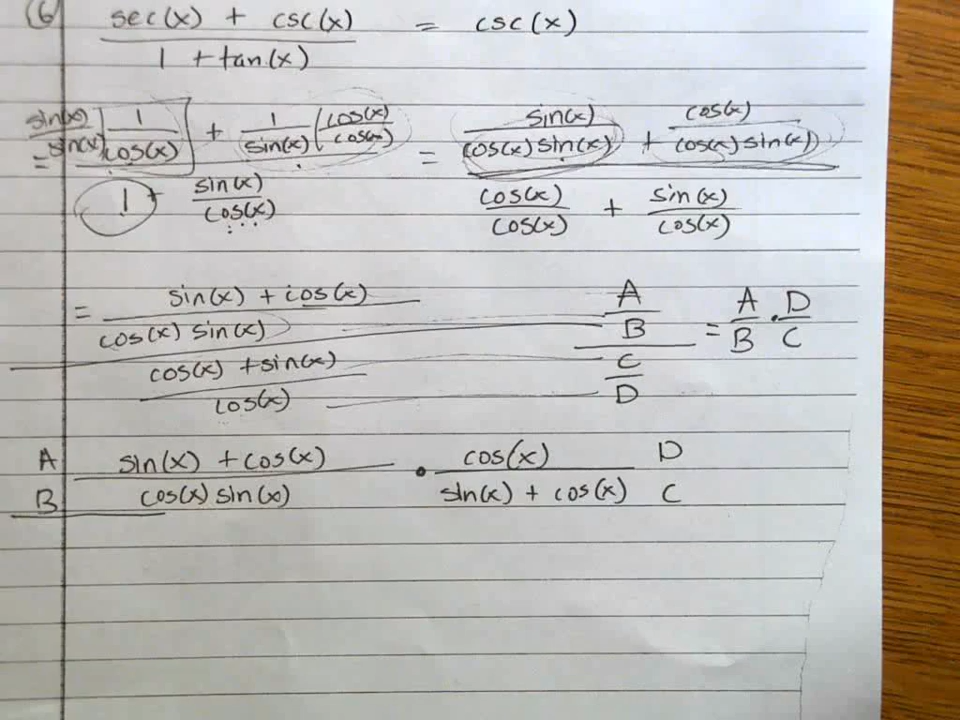 (6) sec(x) + csc(x) = csc(x)
1 + tan(x)
sin(x) 1 + 1 cos(x) = sin(x) + cos(x)
= sin(x) cos(x) sin(x) cos(x) cos(x) sin(x) cos(x) sin(x)
1 + sin(x) cos(x) + sin(x)
cos(x) cos(x) cos(x)
= sin(x) + cos(x) A
cos(x) sin(x) B = A . D
cos(x) + sin(x) C B C
cos(x) D
A sin(x) + cos(x) • cos(x) D
B cos(x) sin(x) sin(x) + cos(x) C